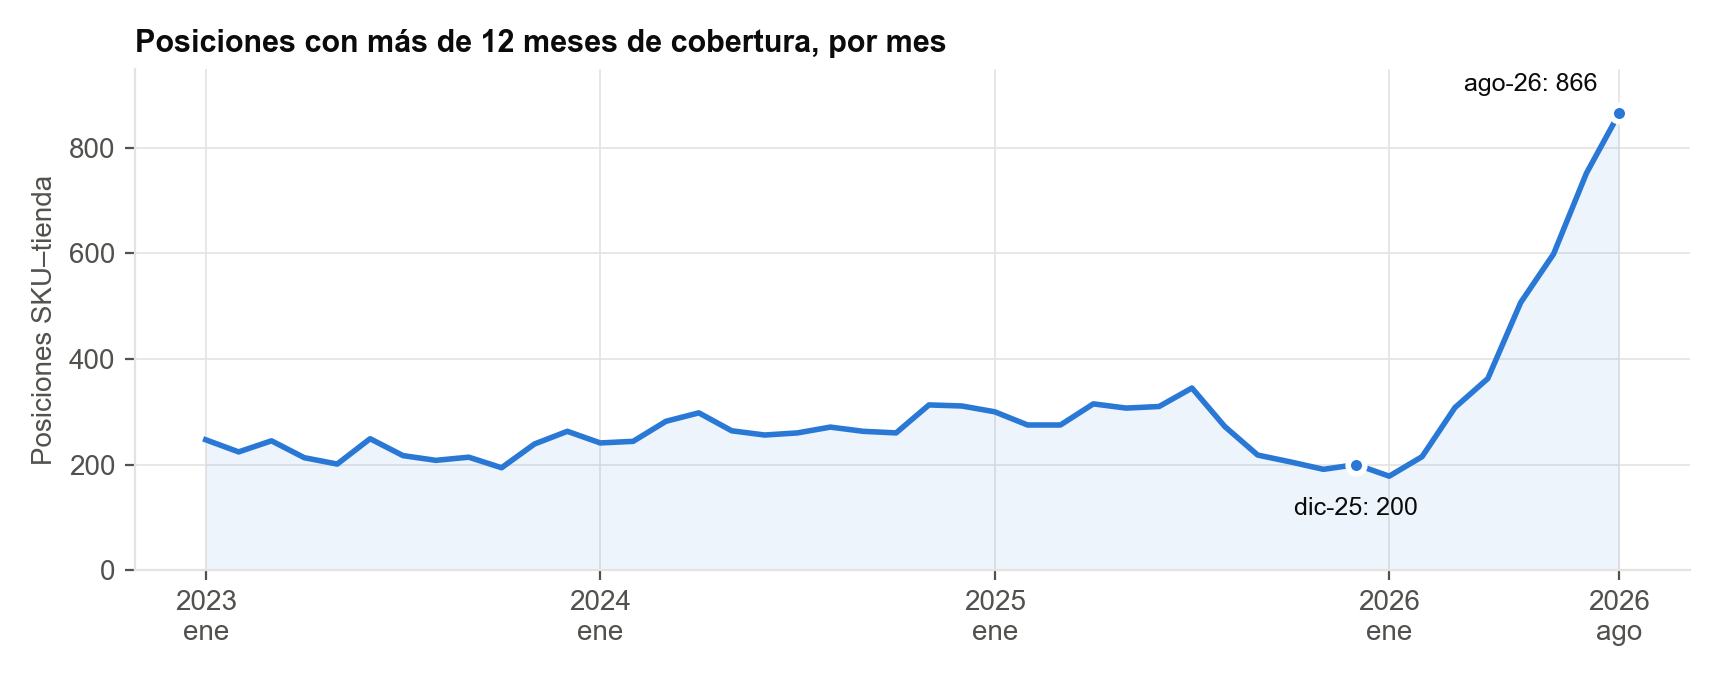 Posiciones con más de 12 meses de cobertura, por mes
ago-26: 866
800
600
400
200
0
Posiciones SKU–tienda
dic-25: 200
2023 2024 2025 2026 2026
ene ene ene ene ago